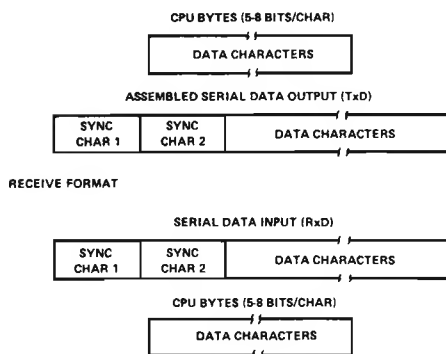 CPU BYTES (5-8 BITS/CHAR)
DATA CHARACTERS
ASSEMBLED SERIAL DATA OUTPUT (TxD)
SYNC CHAR 1
SYNC CHAR 2
DATA CHARACTERS
RECEIVE FORMAT
SERIAL DATA INPUT (RxD)
SYNC CHAR 1
SYNC CHAR 2
DATA CHARACTERS
CPU BYTES (5-8 BITS/CHAR)
DATA CHARACTERS